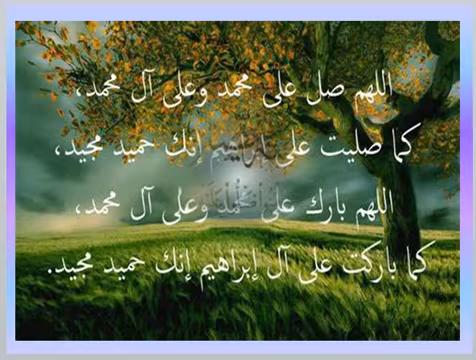 اللهم صل على محمد وعلى آل محمد،
كما صليت على إبراهيم إنك حميد مجيد،
اللهم بارك على محمد وعلى آل محمد،
كما باركت على آل إبراهيم إنك حميد مجيد.